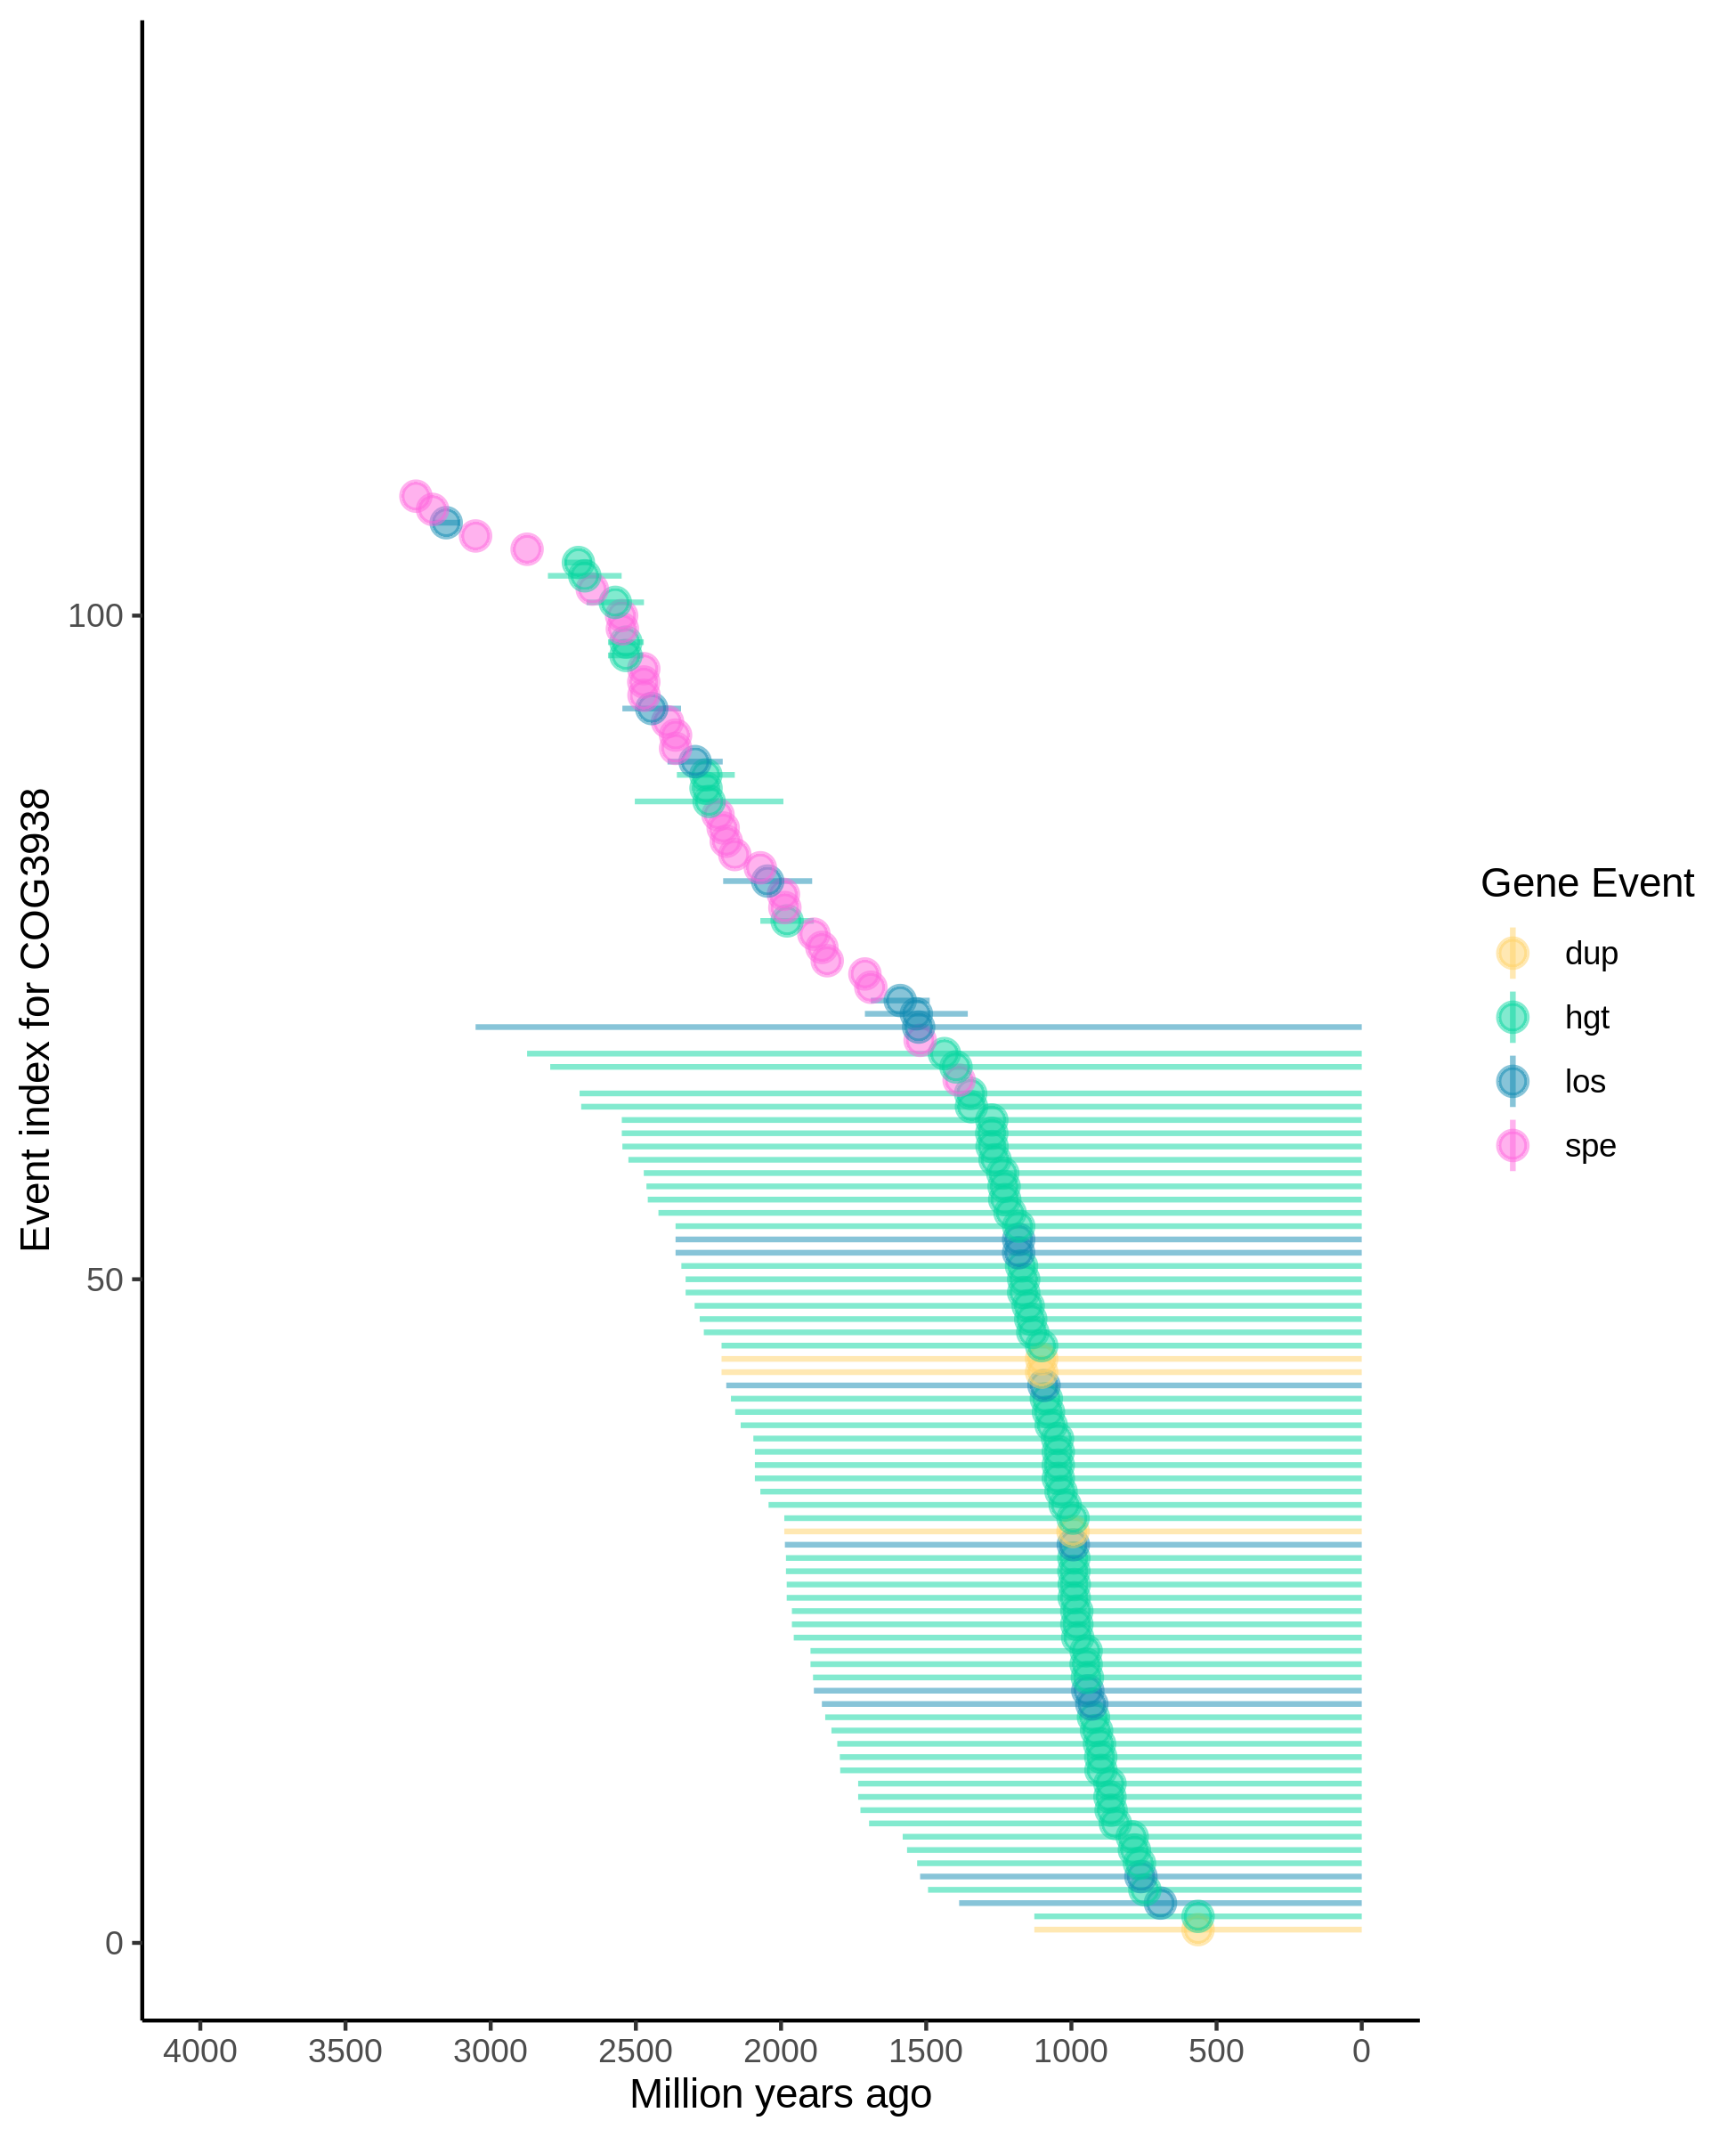 Event index for COG3938
100
50
0
4000 3500 3000 2500 2000 1500 1000 500 0
Million years ago
Gene Event
dup
hgt
los
spe